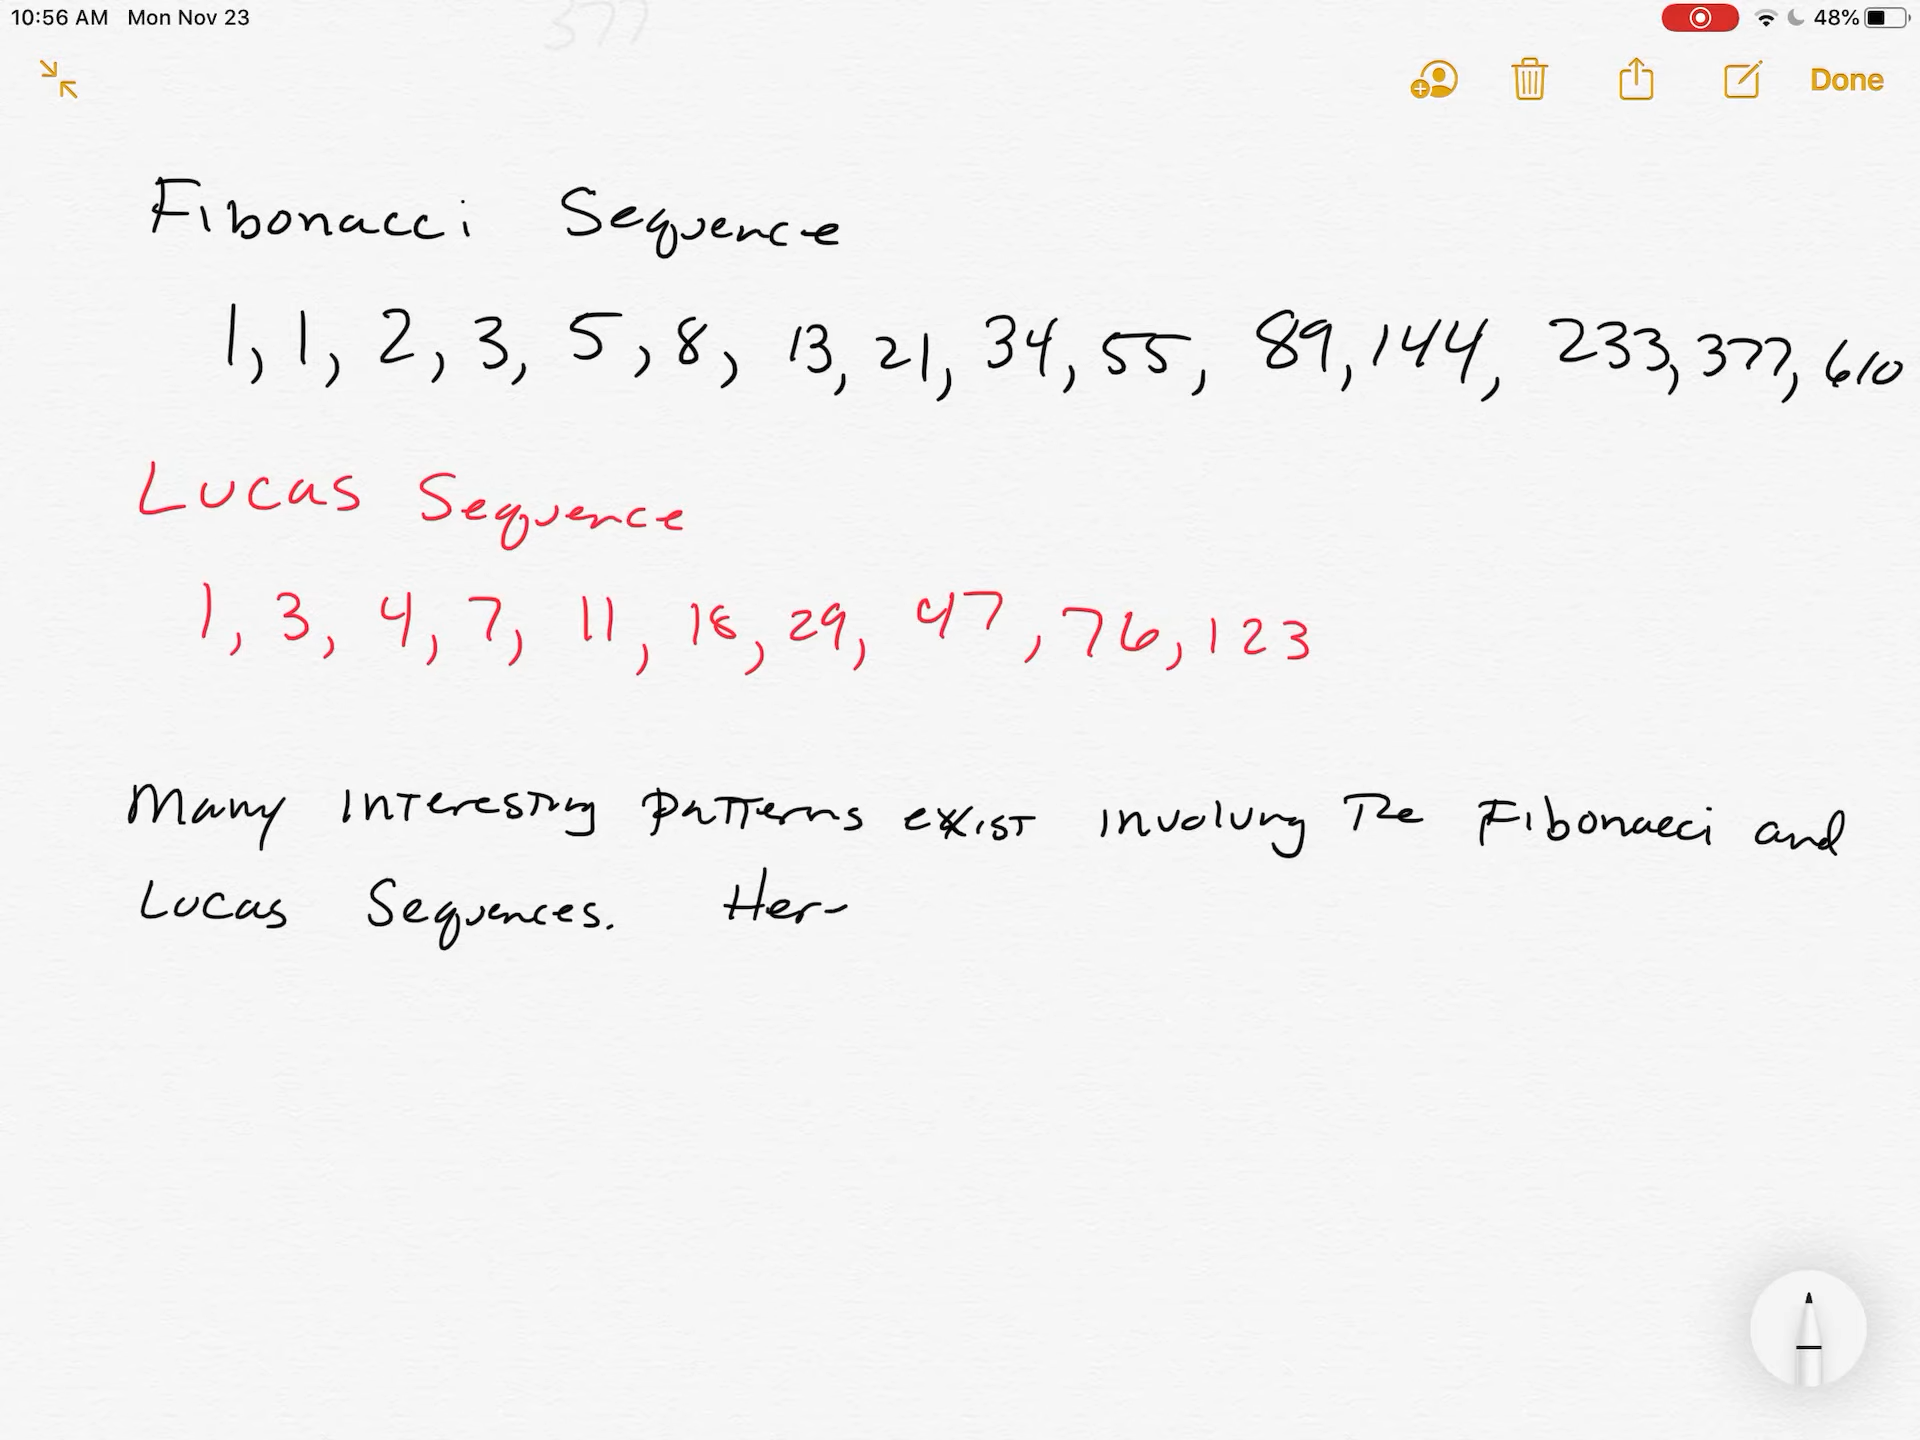 10:56 AM Mon Nov 23
377
48%
Done
Fibonacci Sequence
1, 1, 2, 3, 5, 8, 13, 21, 34, 55, 89, 144, 233, 377, 610
Lucas Sequence
1, 3, 4, 7, 11, 18, 29, 47, 76, 123
Many Interesting patterns exist involving The Fibonacci and
Lucas Sequences. Her